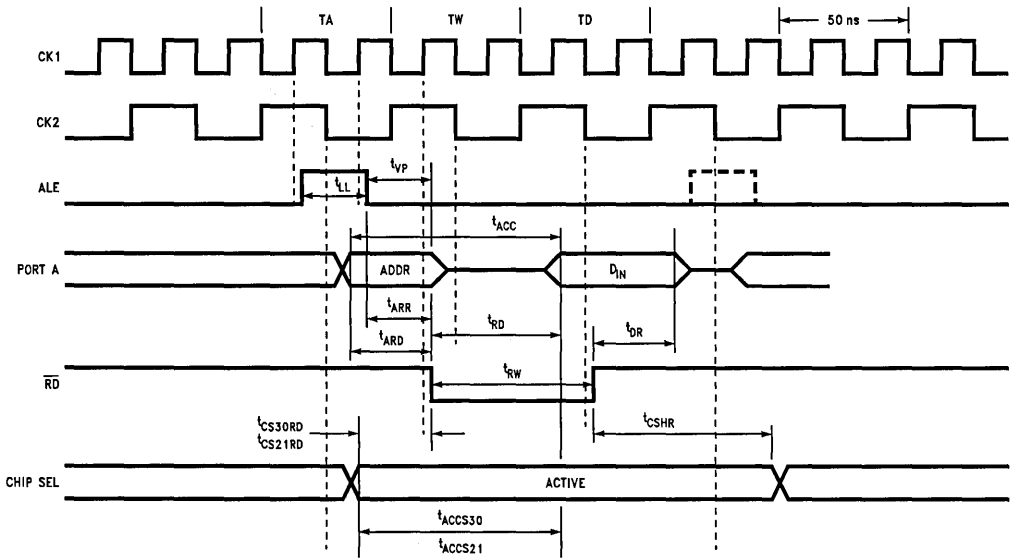 TA TW TD 50 ns
CK1
CK2
ALE
tLL
tVP
tACC
PORT A
ADDR
DIN
tARR
tARD
tRD
tDR
RD
tRW
tCS30RD
tCS21RD
tCSHR
CHIP SEL
ACTIVE
tACCS30
tACCS21